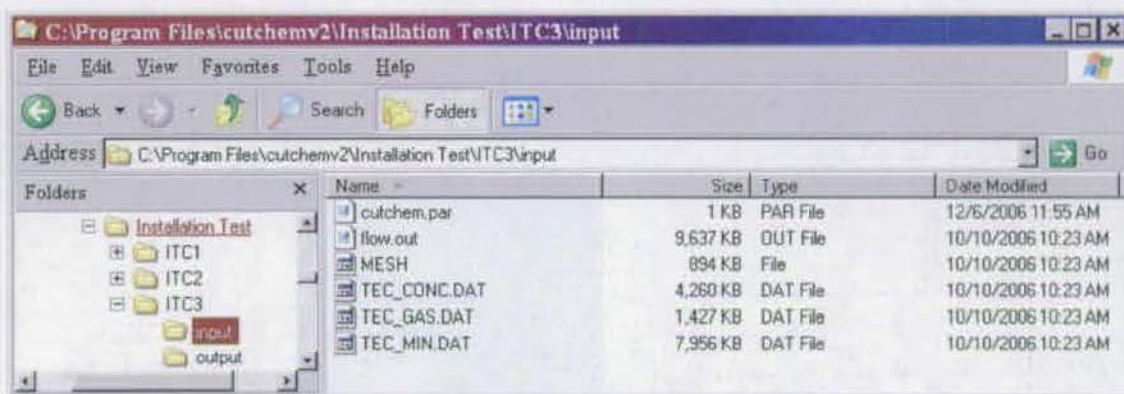 C:\Program Files\cutchemv2\Installation Test\ITC3\input
File Edit View Favorites Tools Help
Back Search Folders
Address C:\Program Files\cutchemv2\Installation Test\ITC3\input Go
Folders
Installation Test
ITC1
ITC2
ITC3
input
output
Name Size Type Date Modified
cutchem.par 1 KB PAR File 12/6/2006 11:55 AM
flow.out 9,637 KB OUT File 10/10/2006 10:23 AM
MESH 894 KB File 10/10/2006 10:23 AM
TEC_CONC.DAT 4,260 KB DAT File 10/10/2006 10:23 AM
TEC_GAS.DAT 1,427 KB DAT File 10/10/2006 10:23 AM
TEC_MIN.DAT 7,956 KB DAT File 10/10/2006 10:23 AM